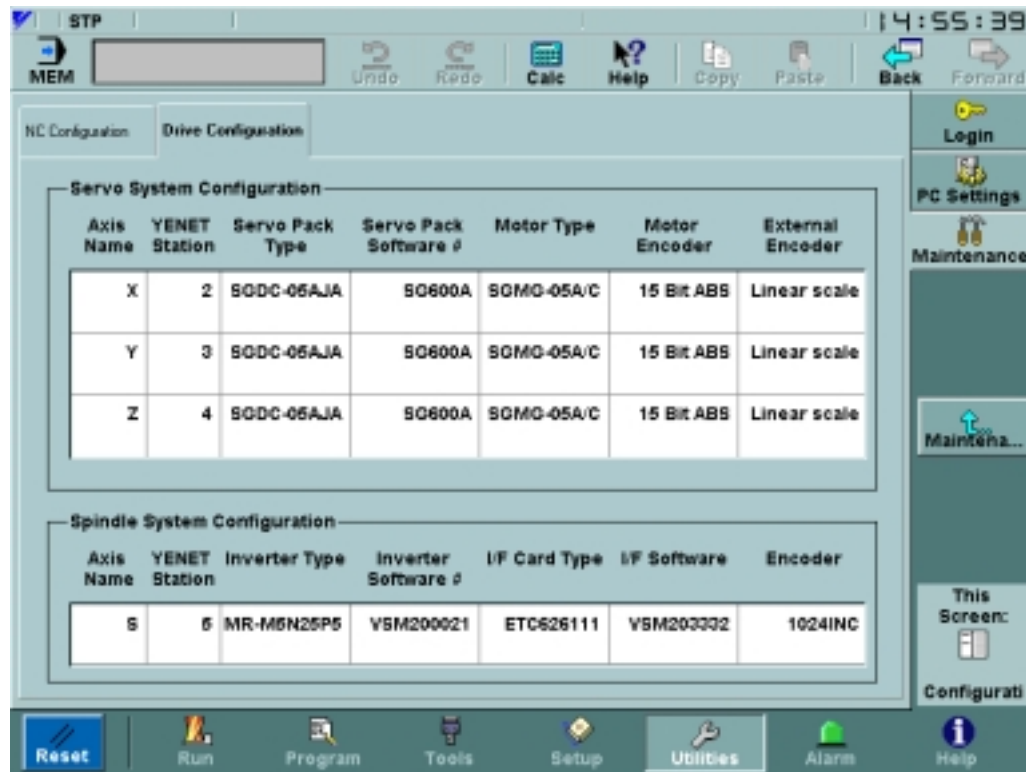 STP
14:55:39
MEM
Undo Redo Calc Help Copy Paste Back Forward
NC Configuration Drive Configuration
Login
PC Settings
Maintenance
Servo System Configuration
Axis Name YENET Station Servo Pack Type Servo Pack Software # Motor Type Motor Encoder External Encoder
X 2 SGDC-05AJA SG600A SGMG-05A/C 15 Bit ABS Linear scale
Y 3 SGDC-05AJA SG600A SGMG-05A/C 15 Bit ABS Linear scale
Z 4 SGDC-05AJA SG600A SGMG-05A/C 15 Bit ABS Linear scale
Maintena...
Spindle System Configuration
Axis Name YENET Station Inverter Type Inverter Software # I/F Card Type I/F Software Encoder
S VSM200021 ETC626111 VSM203332 1024INC
This
Screen:
Configurati
Reset Run Program Tools Setup Utilities Alarm Help